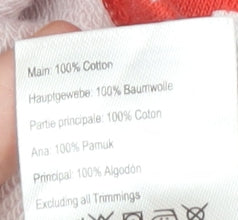 Main: 100% Cotton
Hauptgewebe: 100% Baumwolle
Partie principale: 100% Coton
Ana: 100% Pamuk
Principal: 100% Algodón
Excluding all Trimmings